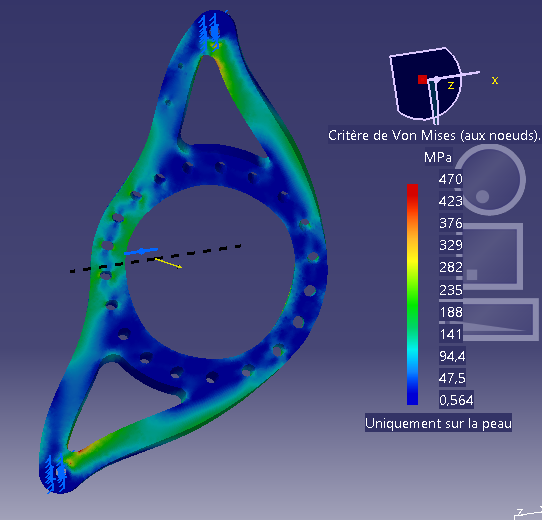 x
z
Critère de Von Mises (aux noeuds).
MPa
470
423
376
329
282
235
188
141
94,4
47,5
0,564
Uniquement sur la peau
z